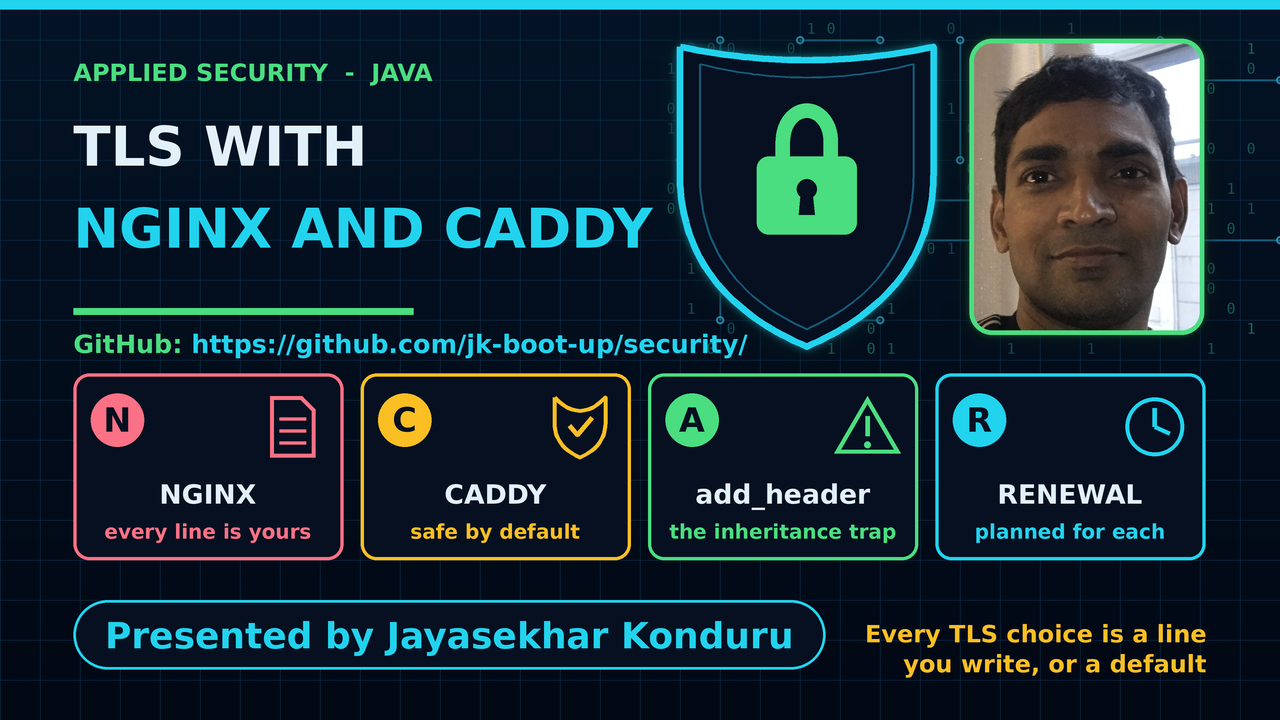 APPLIED SECURITY - JAVA
TLS WITH
NGINX AND CADDY
GitHub: https://github.com/jk-boot-up/security/
N
NGINX
every line is yours
C
CADDY
safe by default
A
add_header
the inheritance trap
R
RENEWAL
planned for each
Presented by Jayasekhar Konduru
Every TLS choice is a line
you write, or a default